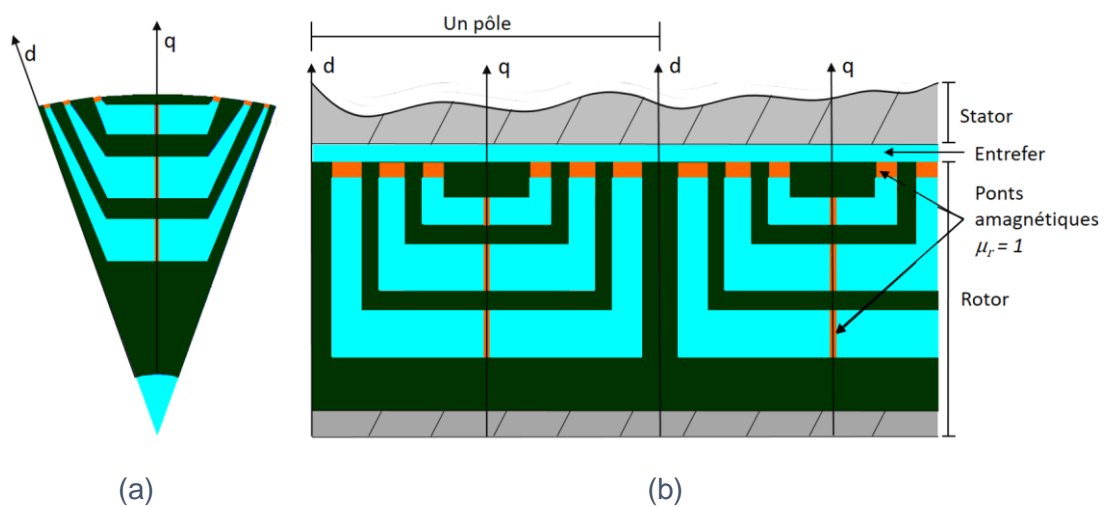 Un pôle
d
q
d
q
d
q
Stator
Entrefer
Ponts
amagnétiques
μr = 1
Rotor
(a)
(b)